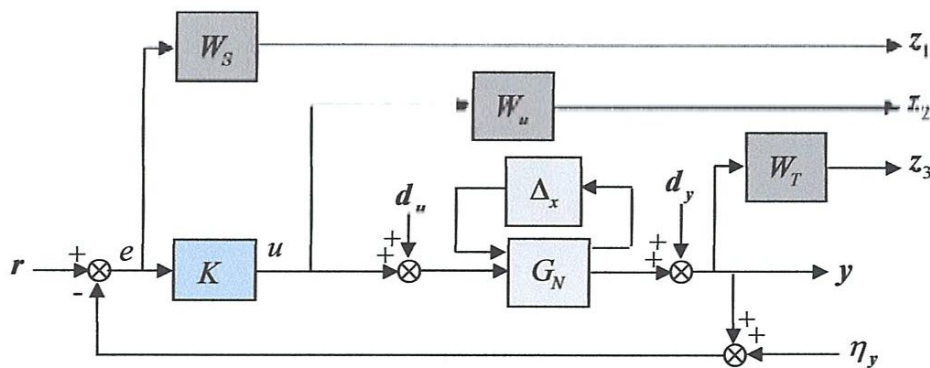 W_S
z_1
W_u
z_2
W_T
z_3
Δ_x
d_u
d_y
+
+
+
+
r
+
-
e
K
u
G_N
y
+
+
η_y